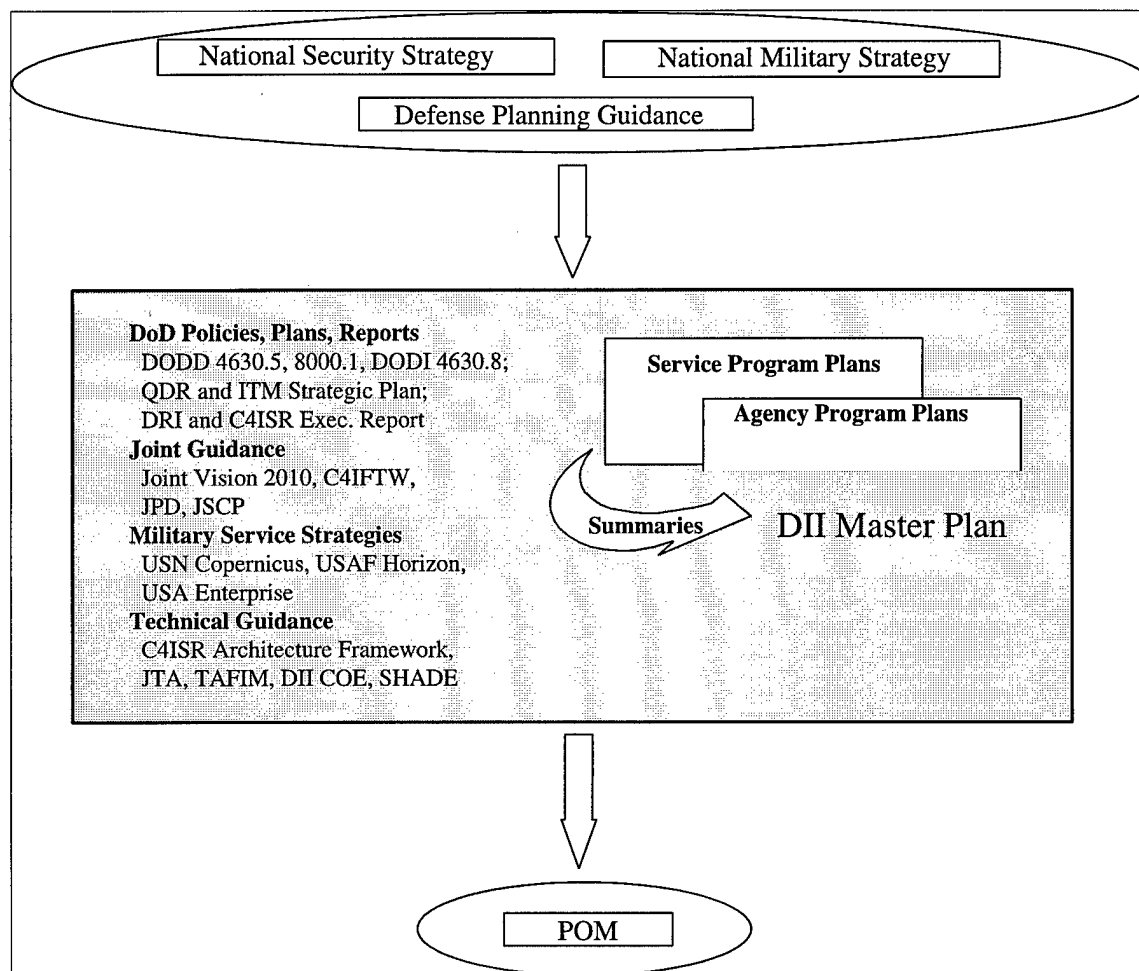 National Security Strategy
National Military Strategy
Defense Planning Guidance
DoD Policies, Plans, Reports
DODD 4630.5, 8000.1, DODI 4630.8;
QDR and ITM Strategic Plan;
DRI and C4ISR Exec. Report
Joint Guidance
Joint Vision 2010, C4IFTW,
JPD, JSCP
Military Service Strategies
USN Copernicus, USAF Horizon,
USA Enterprise
Technical Guidance
C4ISR Architecture Framework,
JTA, TAFIM, DII COE, SHADE
Service Program Plans
Agency Program Plans
Summaries
DII Master Plan
POM